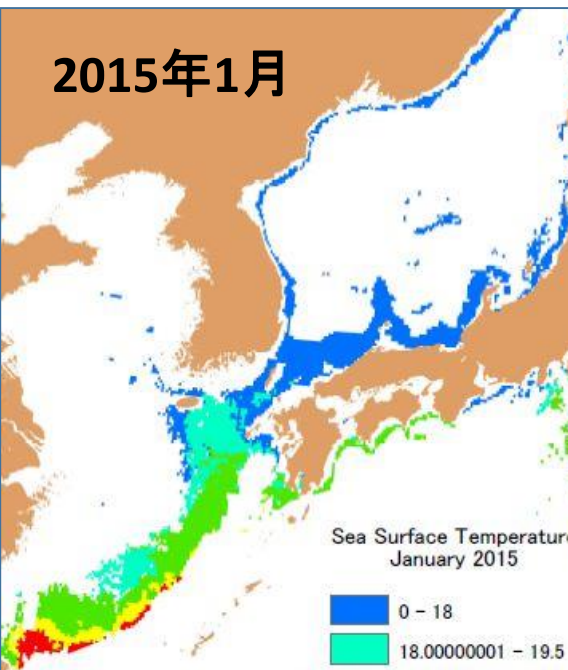 2015年1月
Sea Surface Temperature
January 2015
0 - 18
18.00000001 - 19.5